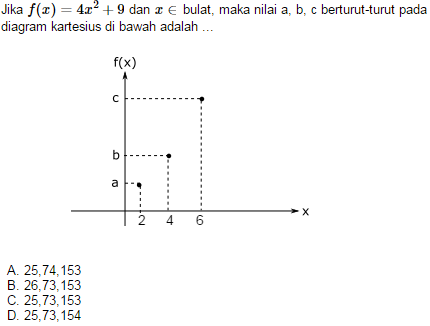 Jika f(x) = 4x² + 9 dan x ∈ bulat, maka nilai a, b, c berturut-turut pada
diagram kartesius di bawah adalah ...
f(x)
c
b
a
x
2 4 6
A. 25,74,153
B. 26,73,153
C. 25,73,153
D. 25,73,154